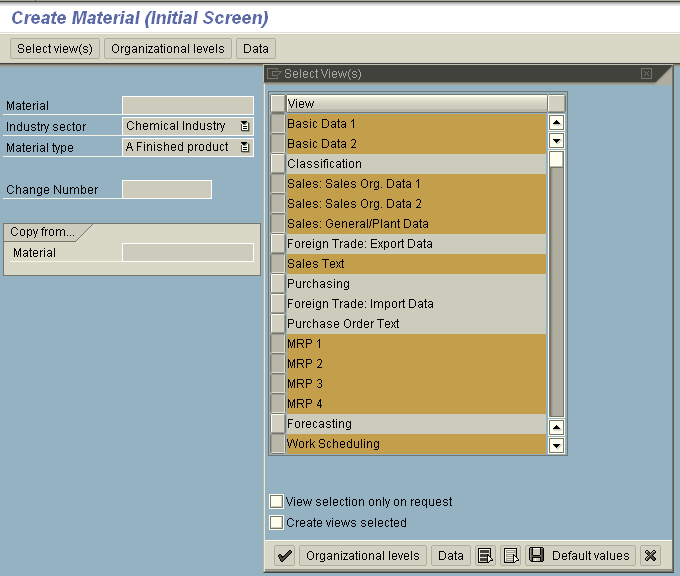 Create Material (Initial Screen)
Select view(s) Organizational levels Data
Material
Industry sector Chemical Industry
Material type A Finished product
Change Number
Copy from...
Material
Select View(s)
View
Basic Data 1
Basic Data 2
Classification
Sales: Sales Org. Data 1
Sales: Sales Org. Data 2
Sales: General/Plant Data
Foreign Trade: Export Data
Sales Text
Purchasing
Foreign Trade: Import Data
Purchase Order Text
MRP 1
MRP 2
MRP 3
MRP 4
Forecasting
Work Scheduling
View selection only on request
Create views selected
Organizational levels Data Default values